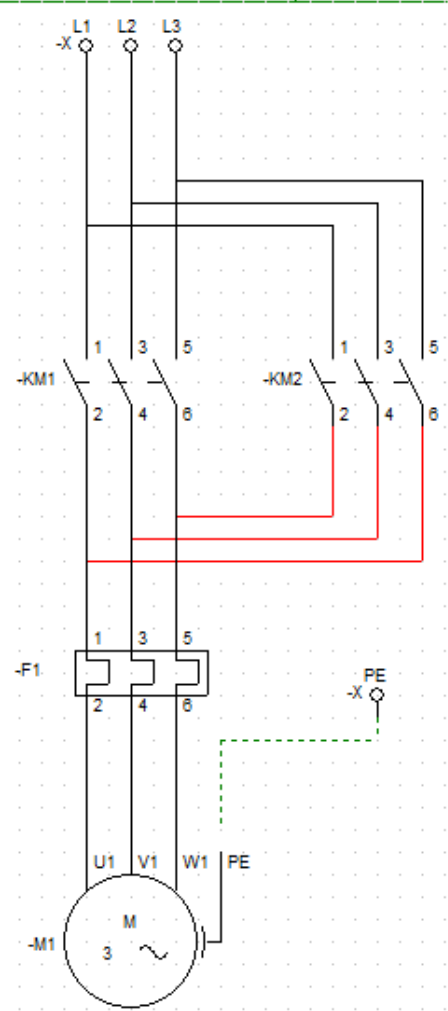 L1 L2 L3
-X
1 3 5 1 3 5
-KM1 -KM2
2 4 6 2 4 6
1 3 5
-F1
PE
-X
2 4 6
U1 V1 W1 PE
M
-M1
3